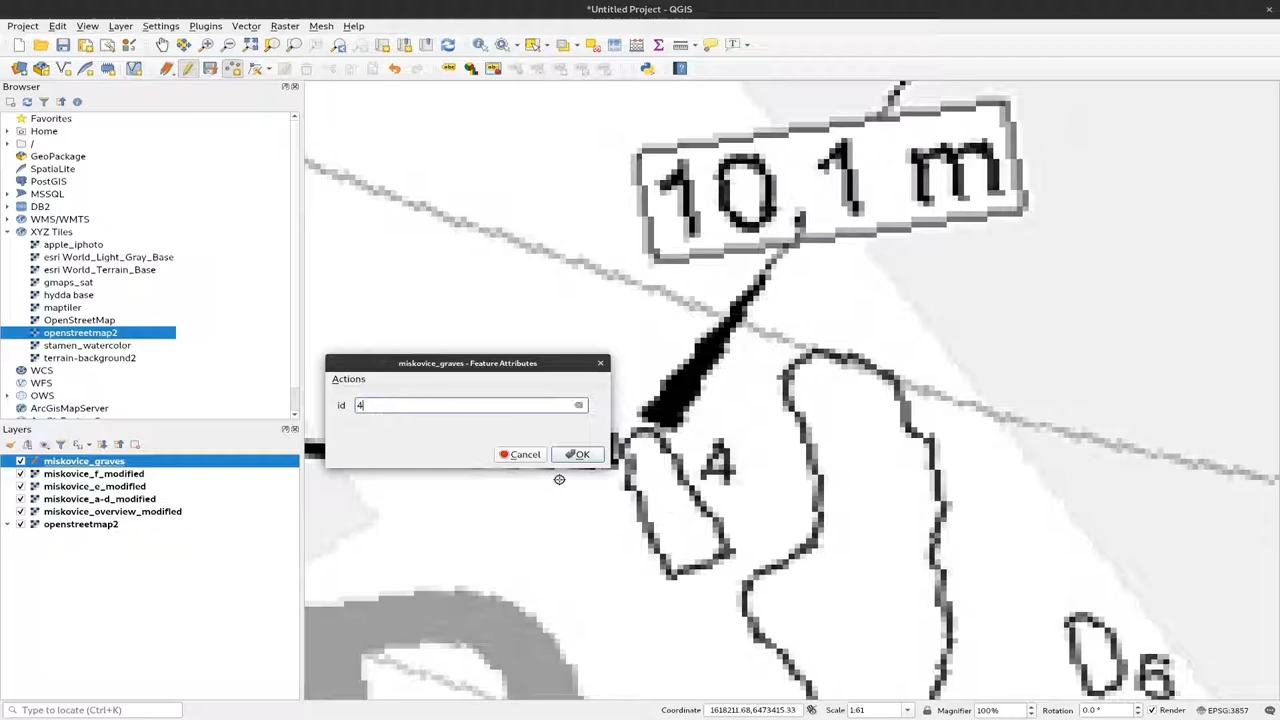 *Untitled Project - QGIS
Project Edit View Layer Settings Plugins Vector Raster Mesh Help
Browser
Favorites
Home
/
GeoPackage
SpatiaLite
PostGIS
MSSQL
DB2
WMS/WMTS
XYZ Tiles
apple_iphoto
esri World_Light_Gray_Base
esri World_Terrain_Base
gmaps_sat
hydda base
maptiler
OpenStreetMap
openstreetmap2
stamen_watercolor
terrain-background2
WCS
WFS
OWS
ArcGisMapServer
Layers
miskovice_graves
miskovice_f_modified
miskovice_e_modified
miskovice_a-d_modified
miskovice_overview_modified
openstreetmap2
10,1 m
miskovice_graves - Feature Attributes
Actions
id 4
Cancel OK
4
6
Type to locate (Ctrl+K)
Coordinate 1618211.68,6473415.33 Scale 1:61 Magnifier 100% Rotation 0.0 ° Render EPSG:3857